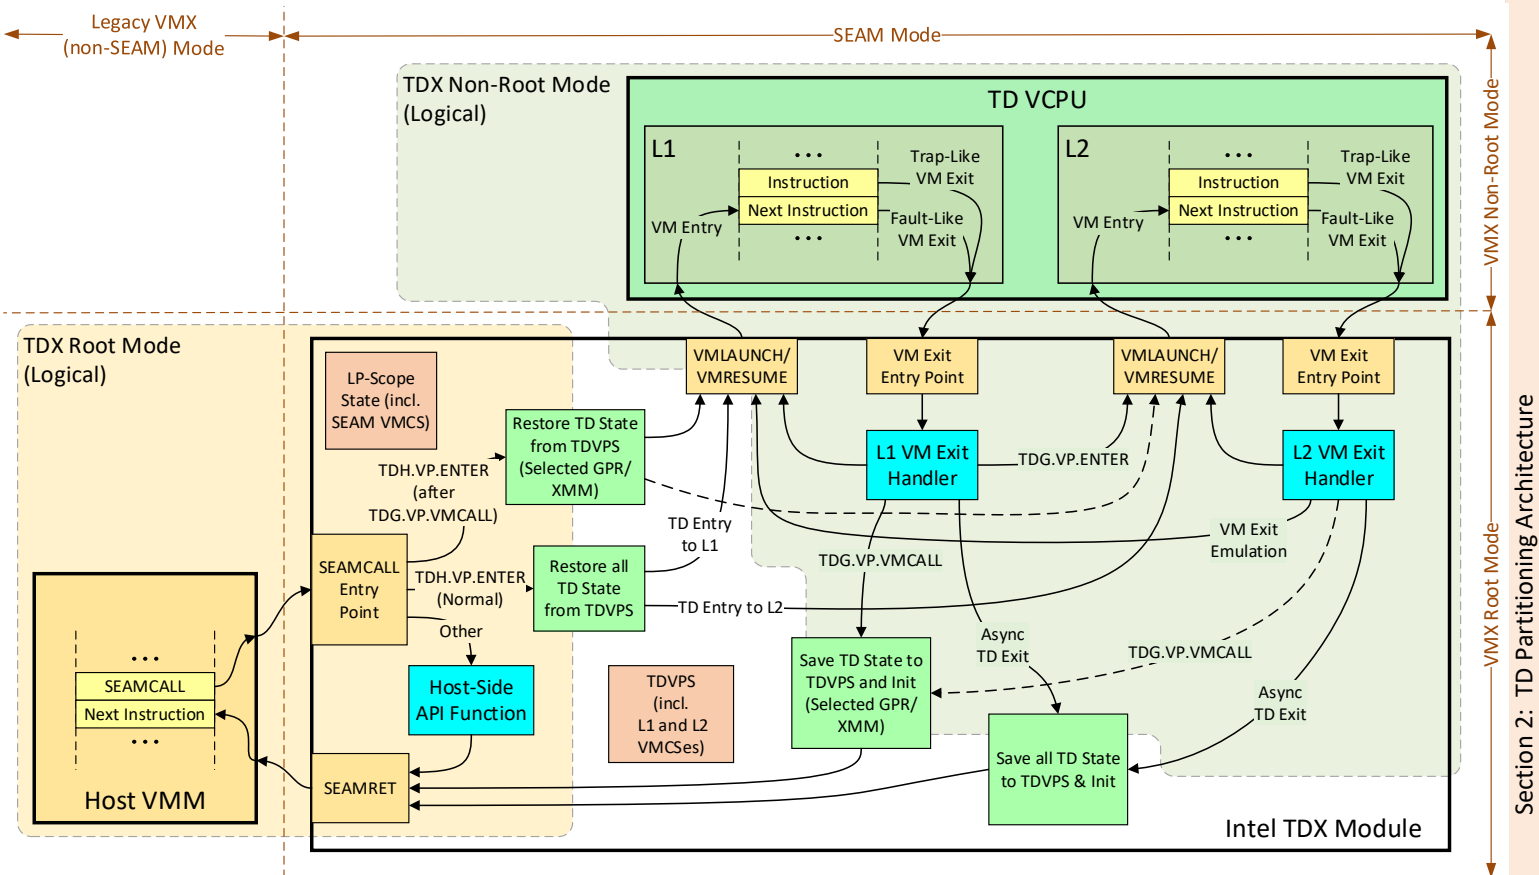 Legacy VMX
(non-SEAM) Mode
SEAM Mode
TDX Non-Root Mode
(Logical)
TD VCPU
L1
• • •
Instruction
Next Instruction
• • •
Trap-Like
VM Exit
Fault-Like
VM Exit
VM Entry
L2
• • •
Instruction
Next Instruction
• • •
Trap-Like
VM Exit
Fault-Like
VM Exit
VM Entry
VMX Non-Root Mode
TDX Root Mode
(Logical)
LP-Scope
State (incl.
SEAM VMCS)
VMLAUNCH/
VMRESUME
VM Exit
Entry Point
VMLAUNCH/
VMRESUME
VM Exit
Entry Point
Restore TD State
from TDVPS
(Selected GPR/
XMM)
L1 VM Exit
Handler
TDG.VP.ENTER
L2 VM Exit
Handler
TDH.VP.ENTER
(after
TDG.VP.VMCALL)
TD Entry
to L1
VM Exit
Emulation
SEAMCALL
Entry
Point
TDH.VP.ENTER
(Normal)
Restore all
TD State
from TDVPS
TDG.VP.VMCALL
TD Entry to L2
Other
Async
TD Exit
TDG.VP.VMCALL
• • •
SEAMCALL
Next Instruction
• • •
Host VMM
Host-Side
API Function
TDVPS
(incl.
L1 and L2
VMCSes)
Save TD State to
TDVPS and Init
(Selected GPR/
XMM)
Async
TD Exit
Save all TD State
to TDVPS & Init
SEAMRET
Intel TDX Module
VMX Root Mode
Section 2: TD Partitioning Architecture